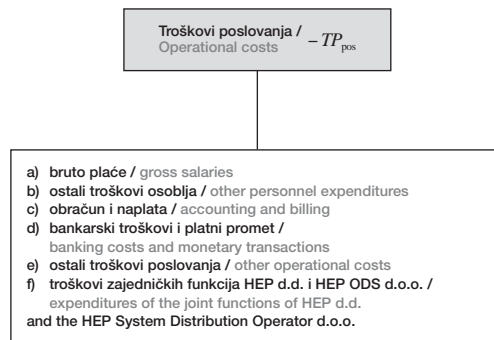 Troškovi poslovanja /
Operational costs
– TPpos
a) bruto plaće / gross salaries
b) ostali troškovi osoblja / other personnel expenditures
c) obračun i naplata / accounting and billing
d) bankarski troškovi i platni promet /
banking costs and monetary transactions
e) ostali troškovi poslovanja / other operational costs
f) troškovi zajedničkih funkcija HEP d.d. i HEP ODS d.o.o. /
expenditures of the joint functions of HEP d.d.
and the HEP System Distribution Operator d.o.o.